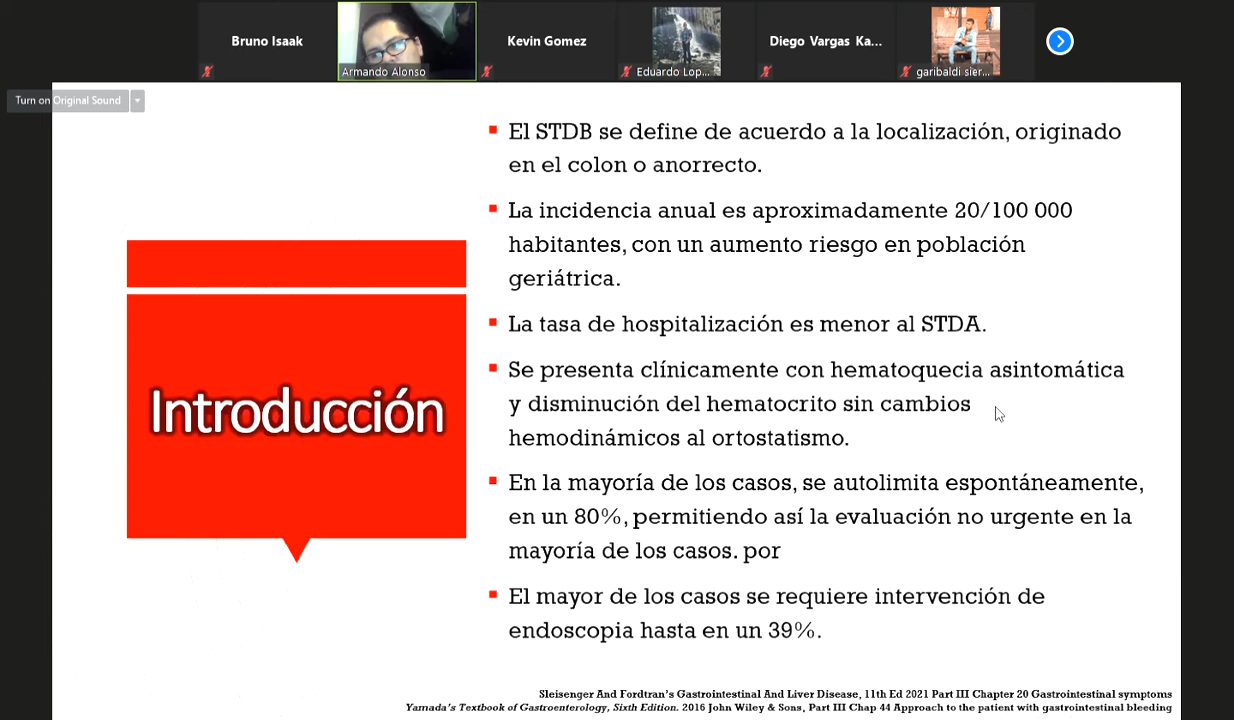 Bruno Isaak
Armando Alonso
Kevin Gomez
Eduardo Lop...
Diego Vargas Ka...
garibaldi sier...
Turn on Original Sound
Introducción
El STDB se define de acuerdo a la localización, originado
en el colon o anorrecto.
La incidencia anual es aproximadamente 20/100 000
habitantes, con un aumento riesgo en población
geriátrica.
La tasa de hospitalización es menor al STDA.
Se presenta clínicamente con hematoquecia asintomática
y disminución del hematocrito sin cambios
hemodinámicos al ortostatismo.
En la mayoría de los casos, se autolimita espontáneamente,
en un 80%, permitiendo así la evaluación no urgente en la
mayoría de los casos. por
El mayor de los casos se requiere intervención de
endoscopia hasta en un 39%.
Sleisenger And Fordtran's Gastrointestinal And Liver Disease, 11th Ed 2021 Part III Chapter 20 Gastrointestinal symptoms
Yamada's Textbook of Gastroenterology, Sixth Edition. 2016 John Wiley & Sons, Part III Chap 44 Approach to the patient with gastrointestinal bleeding